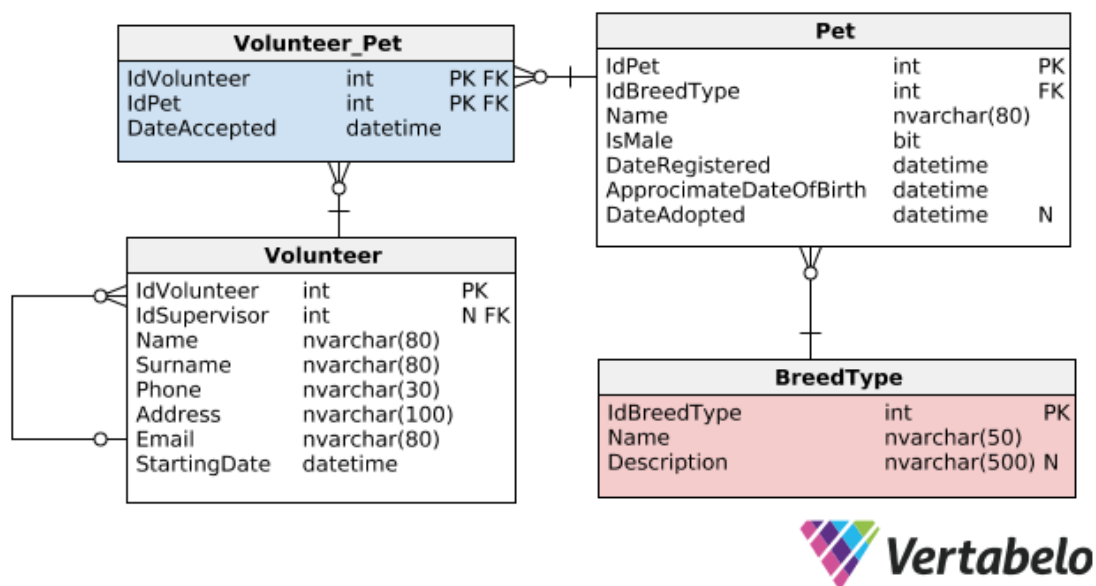 Volunteer_Pet
IdVolunteer int PK FK
IdPet int PK FK
DateAccepted datetime
Pet
IdPet int PK
IdBreedType int FK
Name nvarchar(80)
IsMale bit
DateRegistered datetime
ApprocimateDateOfBirth datetime
DateAdopted datetime N
Volunteer
IdVolunteer int PK
IdSupervisor int N FK
Name nvarchar(80)
Surname nvarchar(80)
Phone nvarchar(30)
Address nvarchar(100)
Email nvarchar(80)
StartingDate datetime
BreedType
IdBreedType int PK
Name nvarchar(50)
Description nvarchar(500) N
Vertabelo